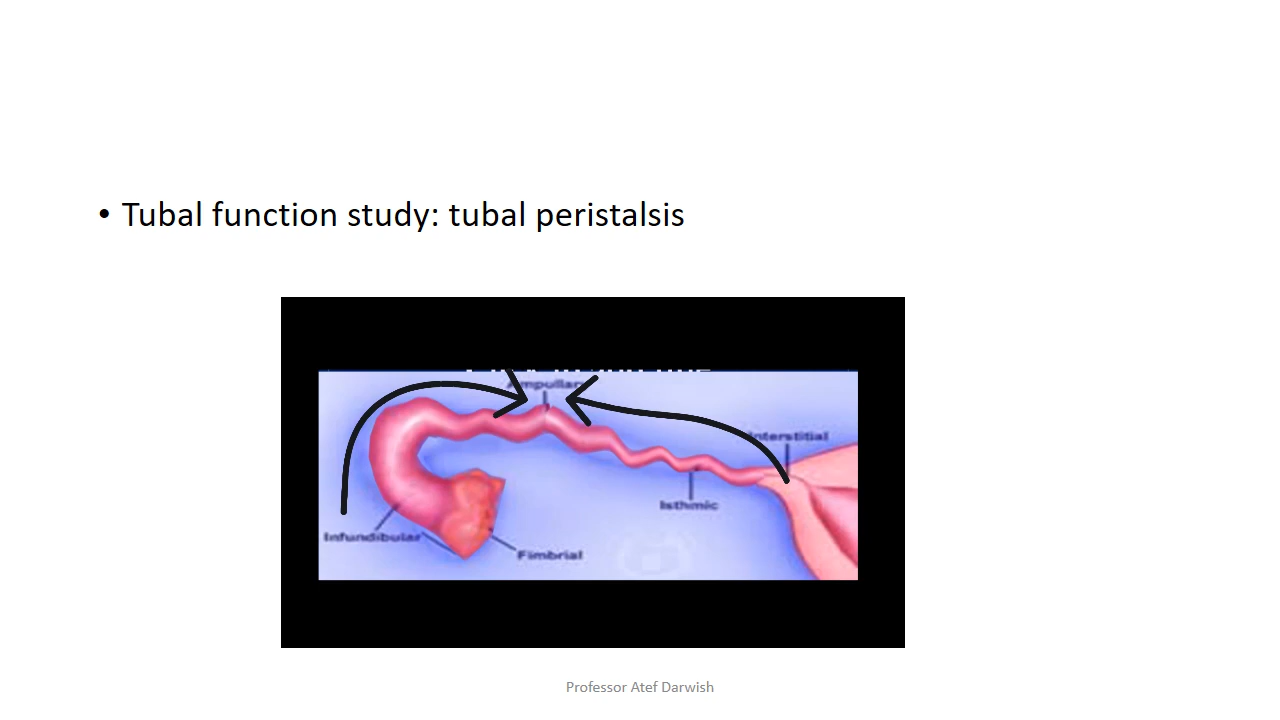 • Tubal function study: tubal peristalsis
Ampullary
Interstitial
Isthmic
Infundibular
Fimbrial
Professor Atef Darwish